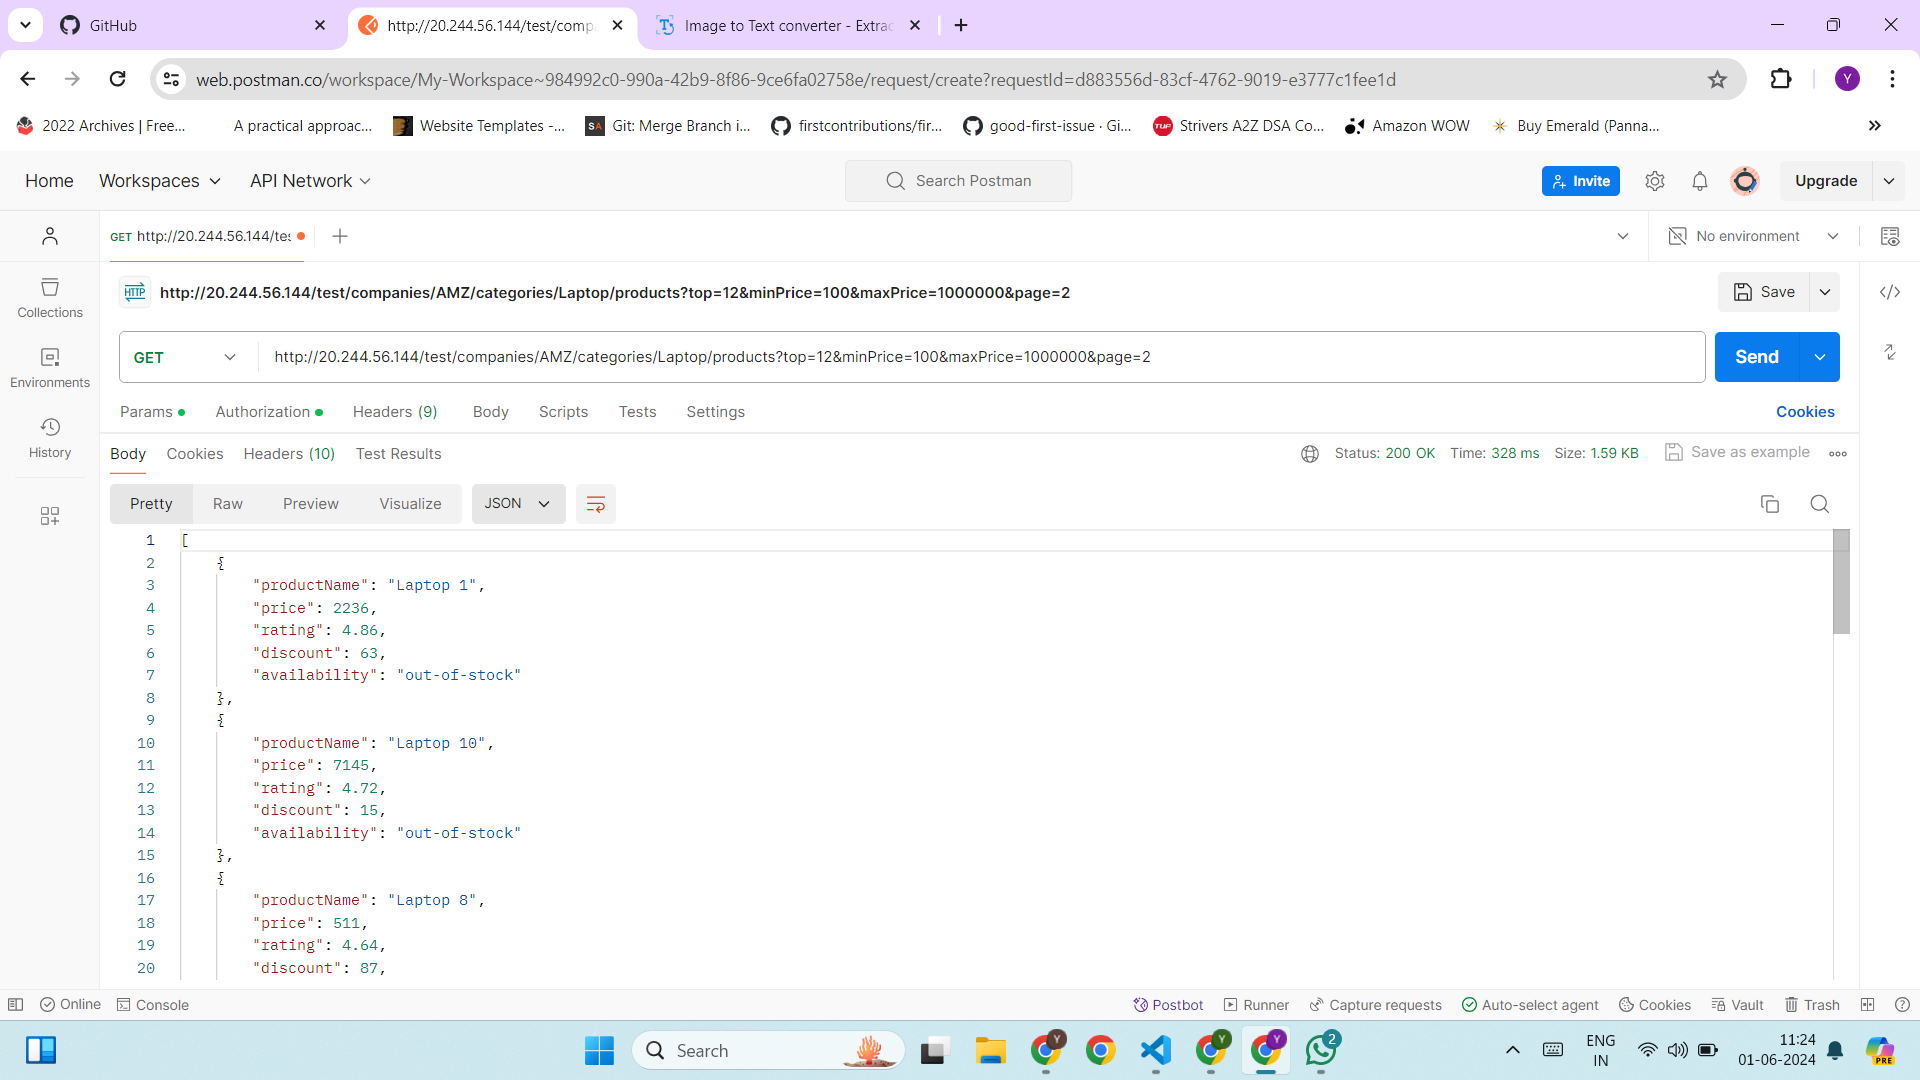 GitHub
http://20.244.56.144/test/comp
Image to Text converter - Extrac
web.postman.co/workspace/My-Workspace~984992c0-990a-42b9-8f86-9ce6fa02758e/request/create?requestId=d883556d-83cf-4762-9019-e3777c1fee1d
Y
2022 Archives | Free... A practical approac... Website Templates -... SA Git: Merge Branch i... firstcontributions/fir... good-first-issue · Gi... TUF Strivers A2Z DSA Co... Amazon WOW Buy Emerald (Panna...
Home Workspaces API Network Search Postman Invite Upgrade
GET http://20.244.56.144/tes No environment
HTTP http://20.244.56.144/test/companies/AMZ/categories/Laptop/products?top=12&minPrice=100&maxPrice=1000000&page=2 Save
Collections
GET http://20.244.56.144/test/companies/AMZ/categories/Laptop/products?top=12&minPrice=100&maxPrice=1000000&page=2 Send
Environments
Params Authorization Headers (9) Body Scripts Tests Settings Cookies
History
Body Cookies Headers (10) Test Results Status: 200 OK Time: 328 ms Size: 1.59 KB Save as example
Pretty Raw Preview Visualize JSON
1 [
2 {
3 "productName": "Laptop 1",
4 "price": 2236,
5 "rating": 4.86,
6 "discount": 63,
7 "availability": "out-of-stock"
8 },
9 {
10 "productName": "Laptop 10",
11 "price": 7145,
12 "rating": 4.72,
13 "discount": 15,
14 "availability": "out-of-stock"
15 },
16 {
17 "productName": "Laptop 8",
18 "price": 511,
19 "rating": 4.64,
20 "discount": 87,
Online Console Postbot Runner Capture requests Auto-select agent Cookies Vault Trash
Search Y Y Y 2 ENG 11:24
IN 01-06-2024 PRE